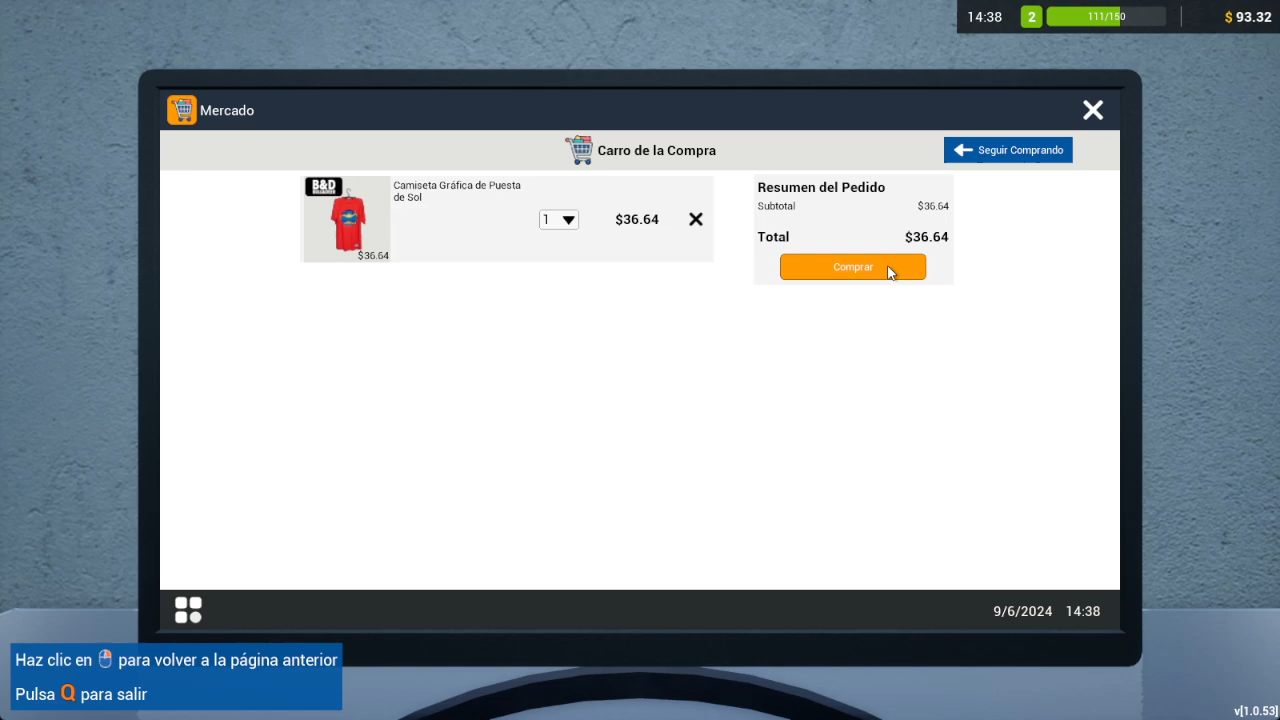 14:38 2 111/150 $ 93.32
Mercado
Carro de la Compra
Seguir Comprando
B&D
Camiseta Gráfica de Puesta
de Sol
1
$36.64
$36.64
Resumen del Pedido
Subtotal $36.64
Total $36.64
Comprar
9/6/2024 14:38
Haz clic en para volver a la página anterior
Pulsa Q para salir
v[1.0.53]